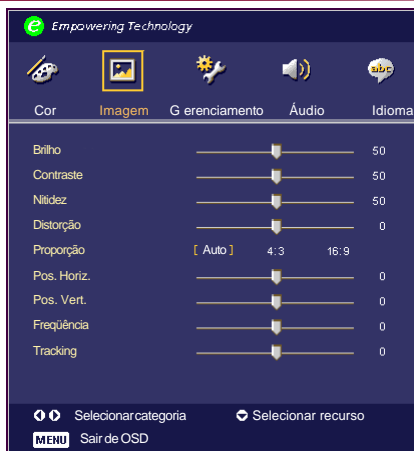 e Empowering Technology
abc
Cor Imagem G erenciamento Áudio Idioma
Brilho 50
Contraste 50
Nitidez 50
Distorção 0
Proporção [ Auto ] 4:3 16:9
Pos. Horiz. 0
Pos. Vert. 0
Freqüência 0
Tracking 0
Selecionar categoria Selecionar recurso
MENU Sair de OSD